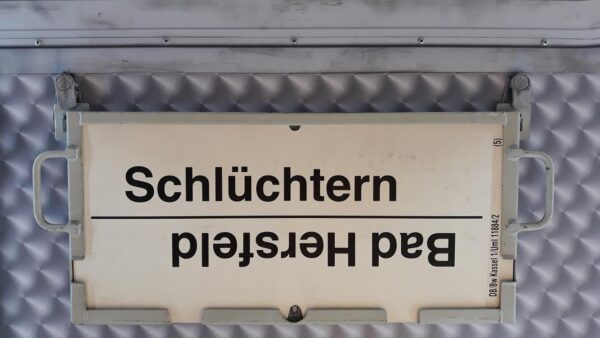 Schlüchtern
Bad Hersfeld
DB/Bw Kassel 1 Uml 11884/2
(5)